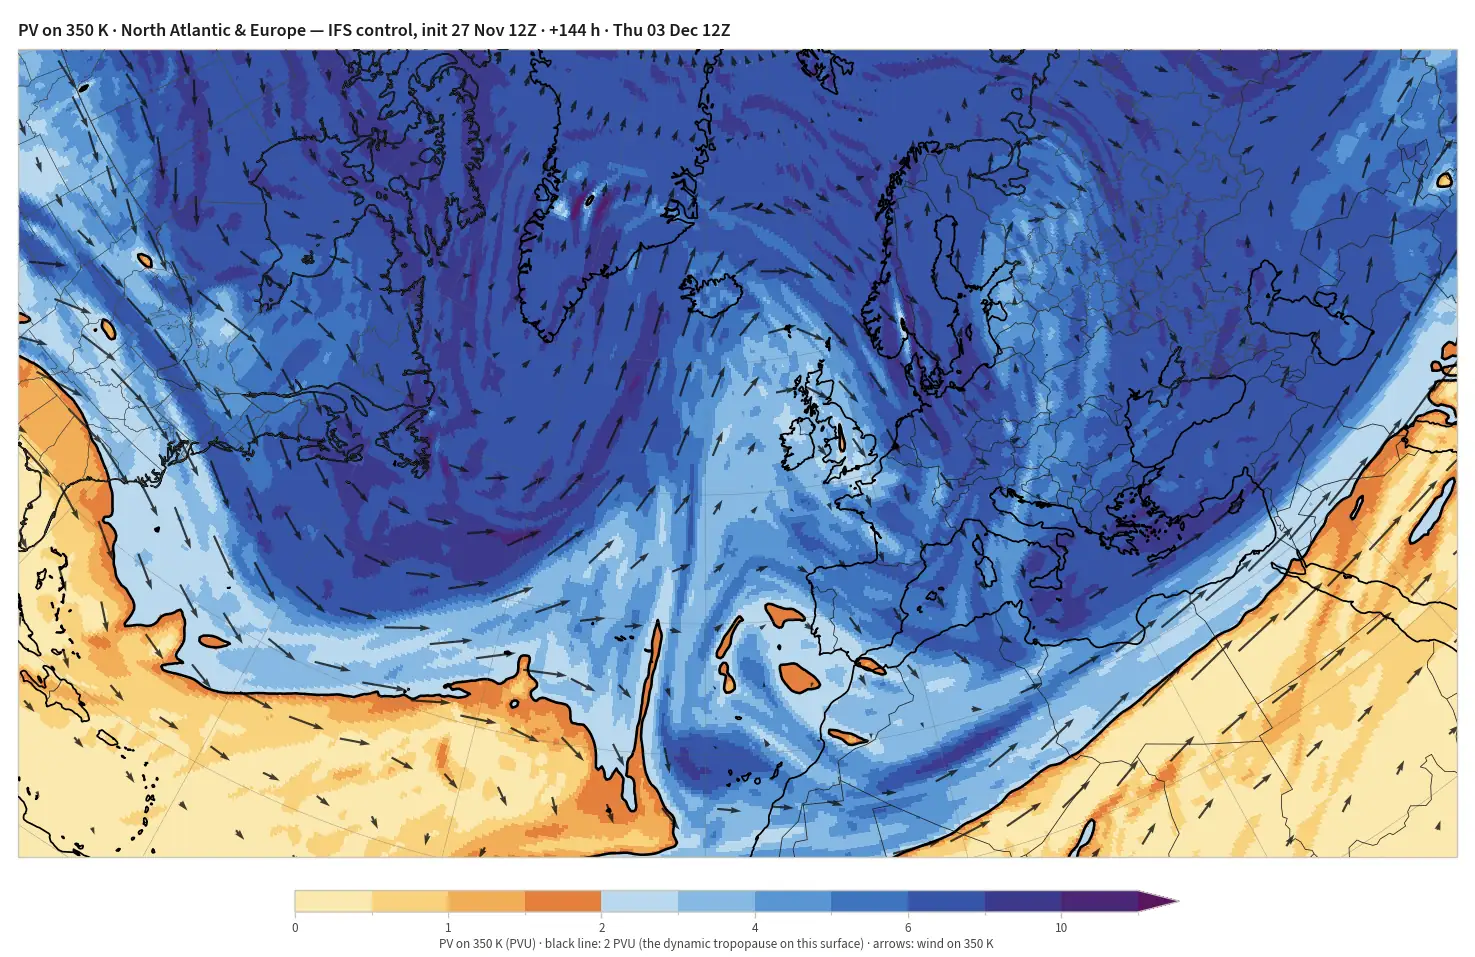 PV on 350 K · North Atlantic & Europe — IFS control, init 27 Nov 12Z · +144 h · Thu 03 Dec 12Z
0 1 2 4 6 10
PV on 350 K (PVU) · black line: 2 PVU (the dynamic tropopause on this surface) · arrows: wind on 350 K